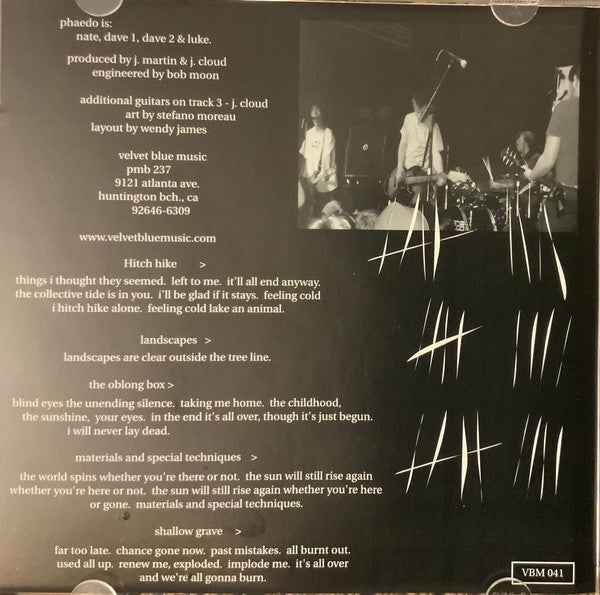 phaedo is:
nate, dave 1, dave 2 & luke.
produced by j. martin & j. cloud
engineered by bob moon
additional guitars on track 3 - j. cloud
art by stefano moreau
layout by wendy james
velvet blue music
pmb 237
9121 atlanta ave.
huntington bch., ca
92646-6309
www.velvetbluemusic.com
Hitch hike >
things i thought they seemed. left to me. it'll all end anyway.
the collective tide is in you. i'll be glad if it stays. feeling cold
i hitch hike alone. feeling cold lake an animal.
landscapes >
landscapes are clear outside the tree line.
the oblong box >
blind eyes the unending silence. taking me home. the childhood,
the sunshine, your eyes. in the end it's all over, though it's just begun.
i will never lay dead.
materials and special techniques >
the world spins whether you're there or not. the sun will still rise again
whether you're here or not. the sun will still rise again whether you're here
or gone. materials and special techniques.
shallow grave >
far too late. chance gone now. past mistakes. all burnt out.
used all up. renew me, exploded. implode me. it's all over
and we're all gonna burn.
VBM 041